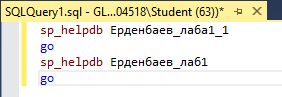 SQLQuery1.sql - GL...04518\Student (63))*
sp_helpdb Ерденбаев_лаба1_1
go
sp_helpdb Ерденбаев_лаб1
go